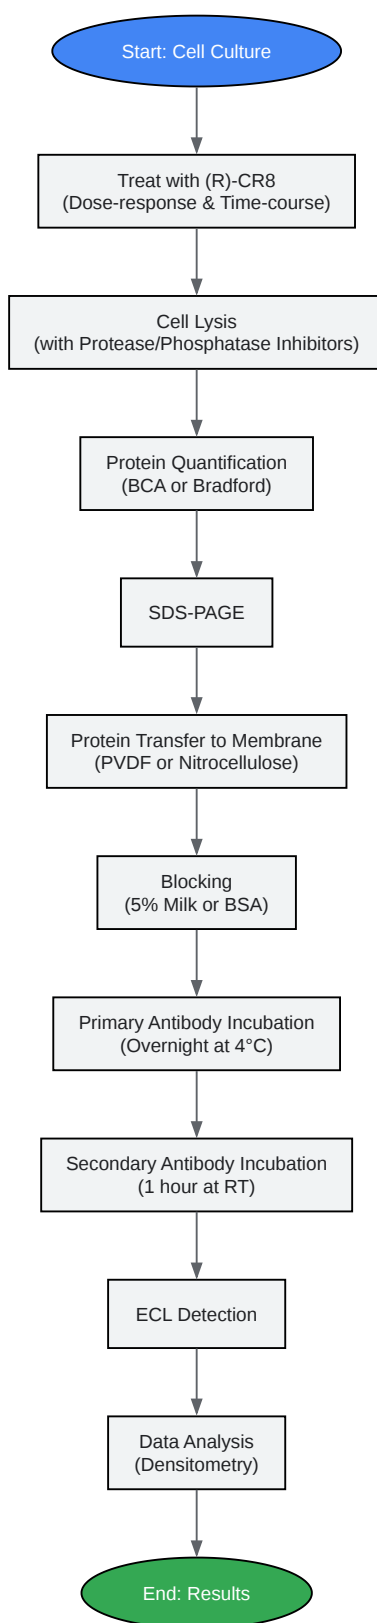 Start: Cell Culture
Treat with (R)-CR8
(Dose-response & Time-course)
Cell Lysis
(with Protease/Phosphatase Inhibitors)
Protein Quantification
(BCA or Bradford)
SDS-PAGE
Protein Transfer to Membrane
(PVDF or Nitrocellulose)
Blocking
(5% Milk or BSA)
Primary Antibody Incubation
(Overnight at 4°C)
Secondary Antibody Incubation
(1 hour at RT)
ECL Detection
Data Analysis
(Densitometry)
End: Results